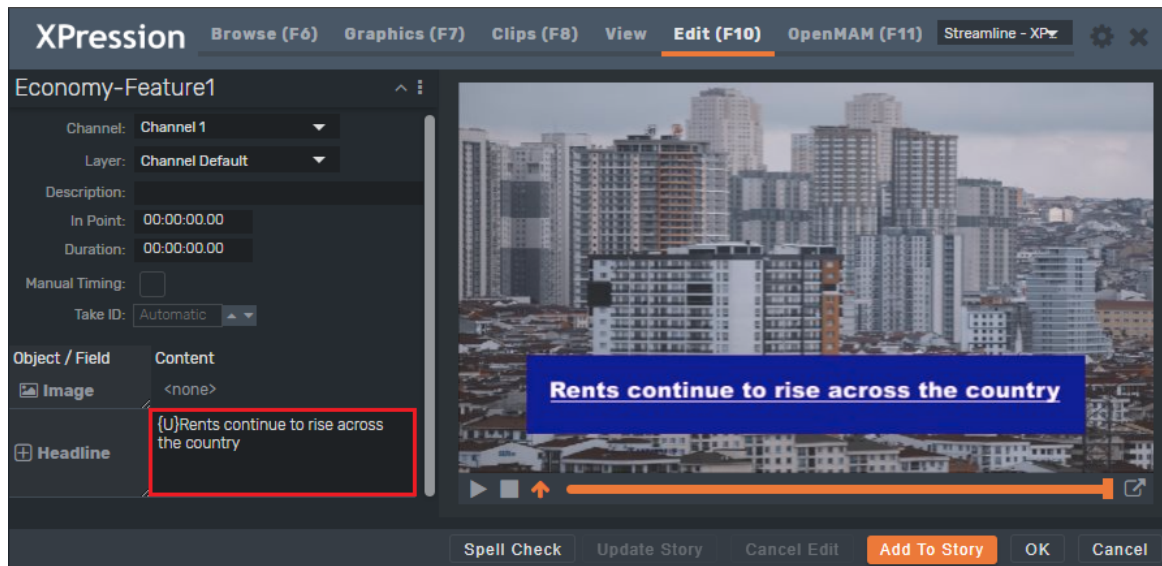 XPression Browse (F6) Graphics (F7) Clips (F8) View Edit (F10) OpenMAM (F11) Streamline - XP
Economy-Feature1
Channel: Channel 1
Layer: Channel Default
Description:
In Point: 00:00:00.00
Duration: 00:00:00.00
Manual Timing:
Take ID: Automatic
Object / Field Content
Image <none>
Headline
{U}Rents continue to rise across
the country
Rents continue to rise across the country
Spell Check Update Story Cancel Edit Add To Story OK Cancel